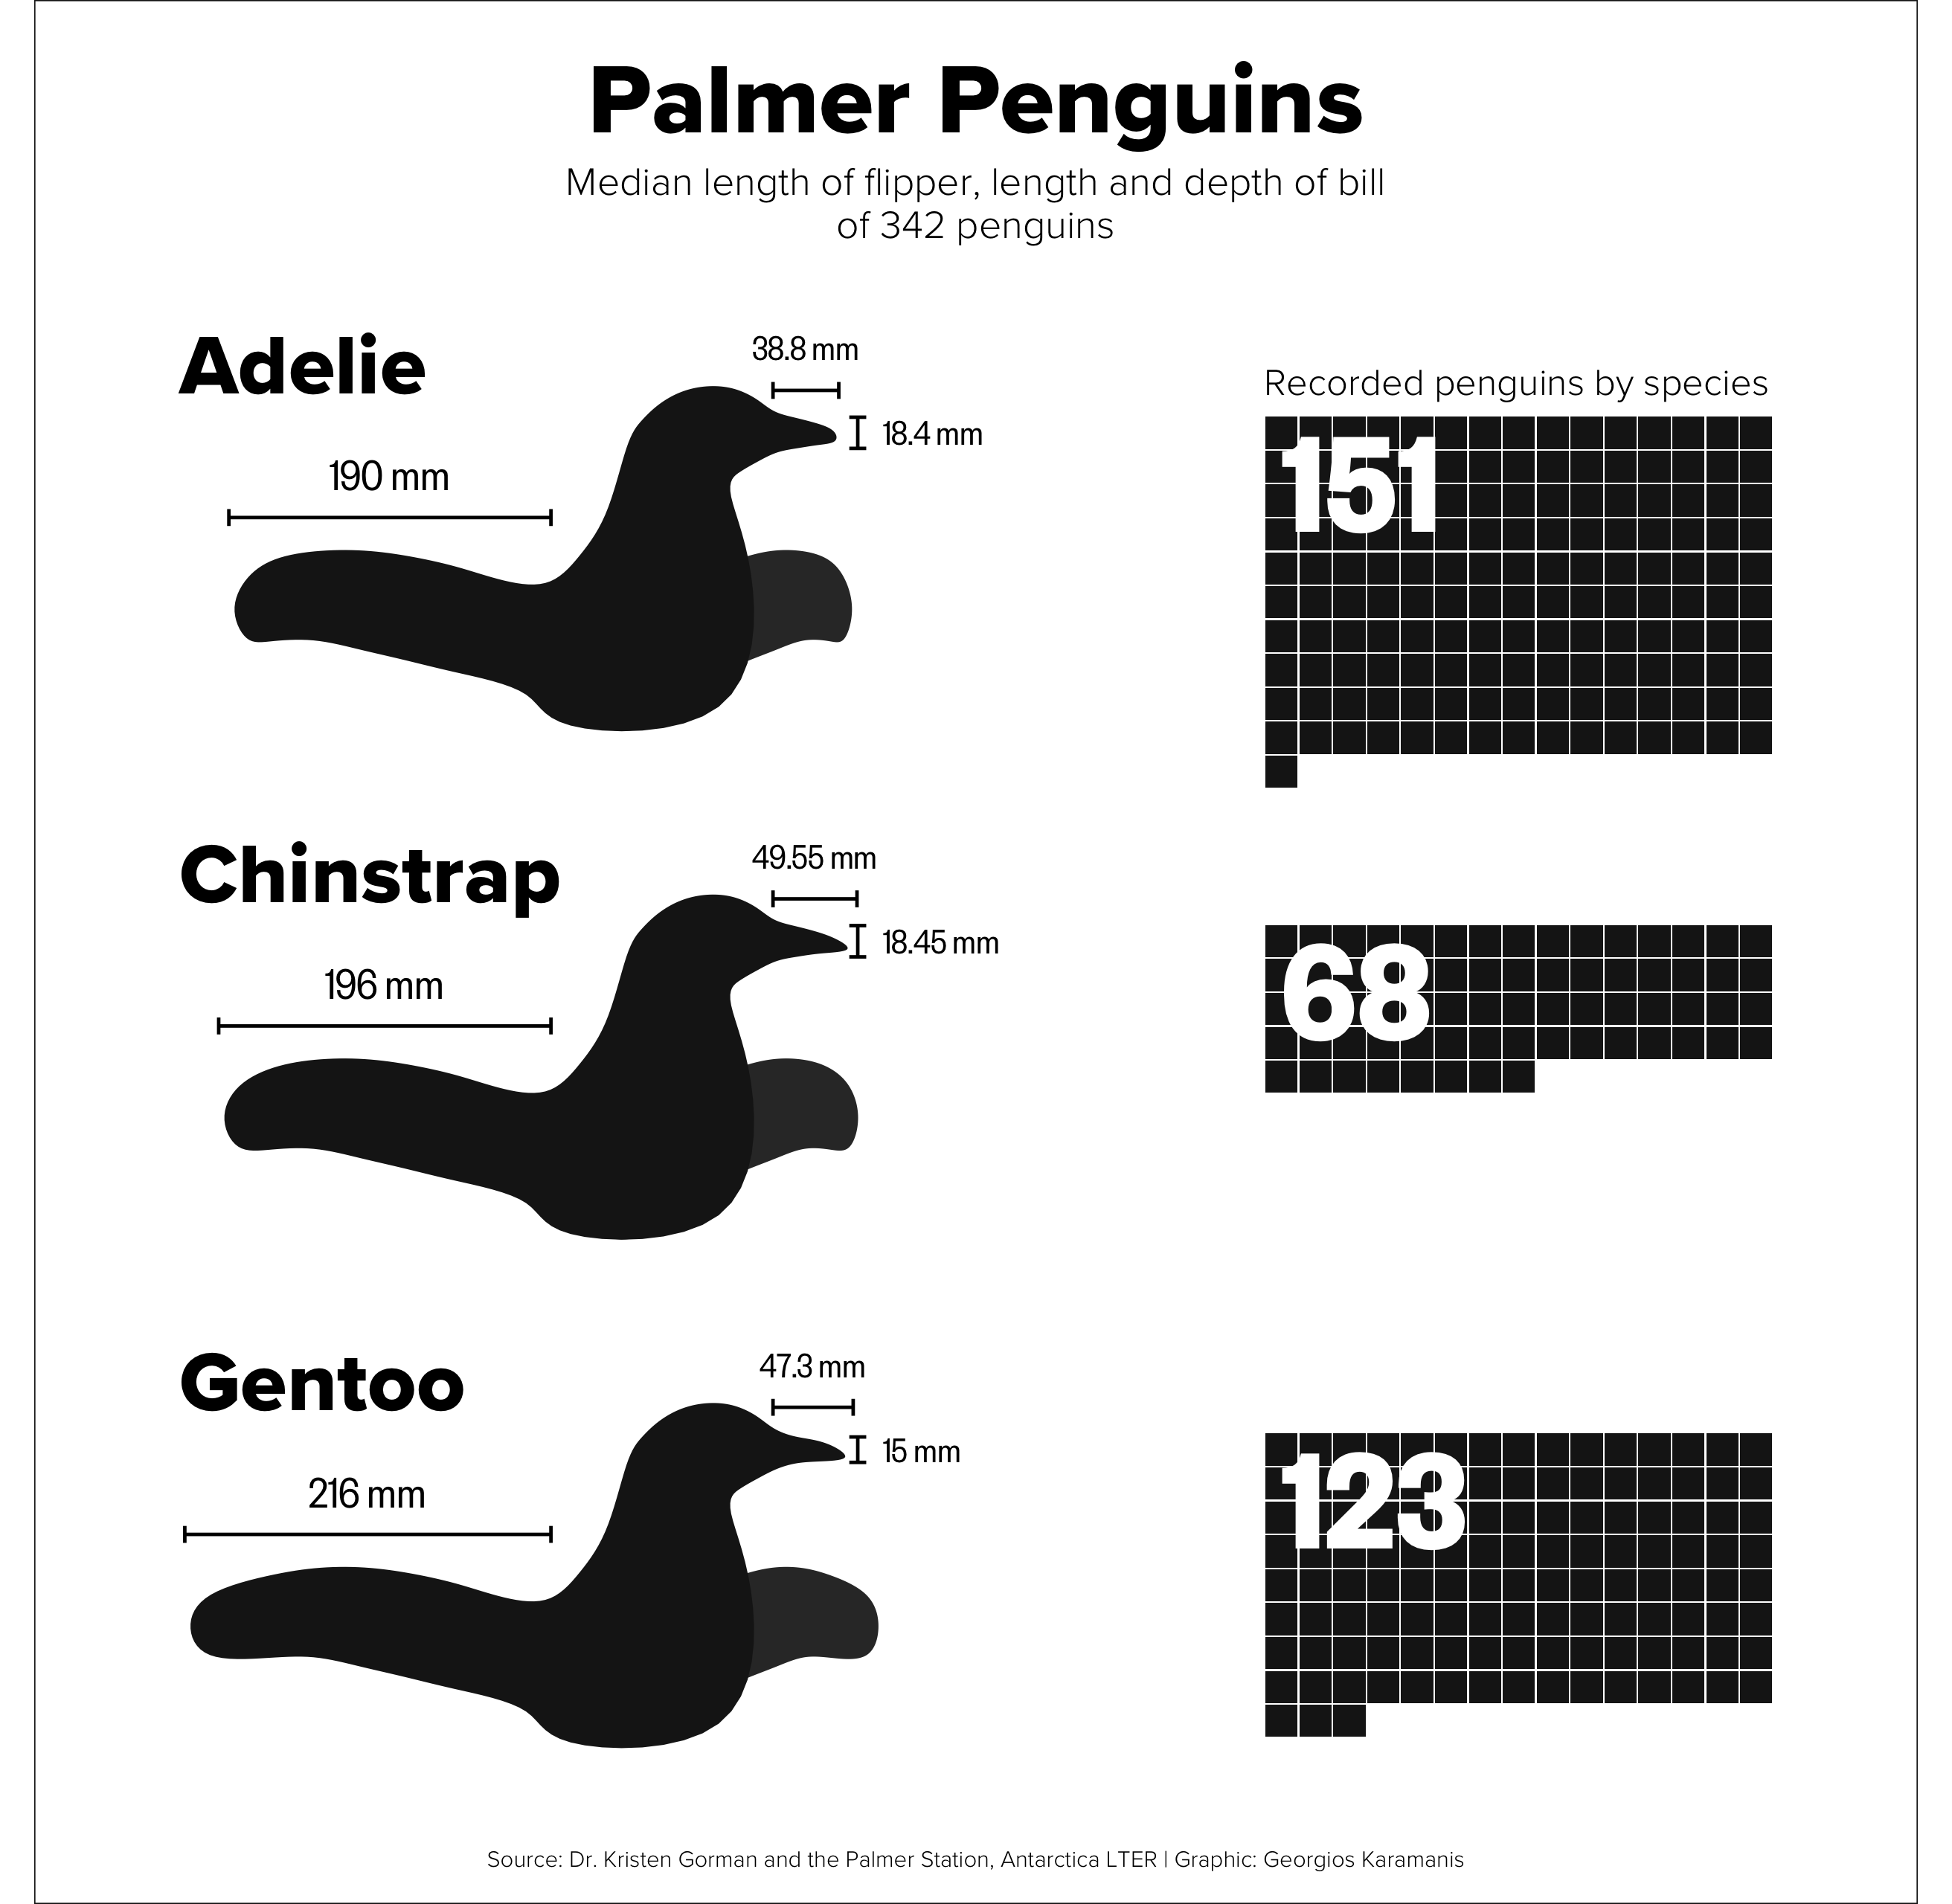 Palmer Penguins
Median length of flipper, length and depth of bill
of 342 penguins
Adelie
38.8 mm
18.4 mm
190 mm
Recorded penguins by species
151
Chinstrap
49.55 mm
18.45 mm
196 mm
68
Gentoo
47.3 mm
15 mm
216 mm
123
Source: Dr. Kristen Gorman and the Palmer Station, Antarctica LTER | Graphic: Georgios Karamanis